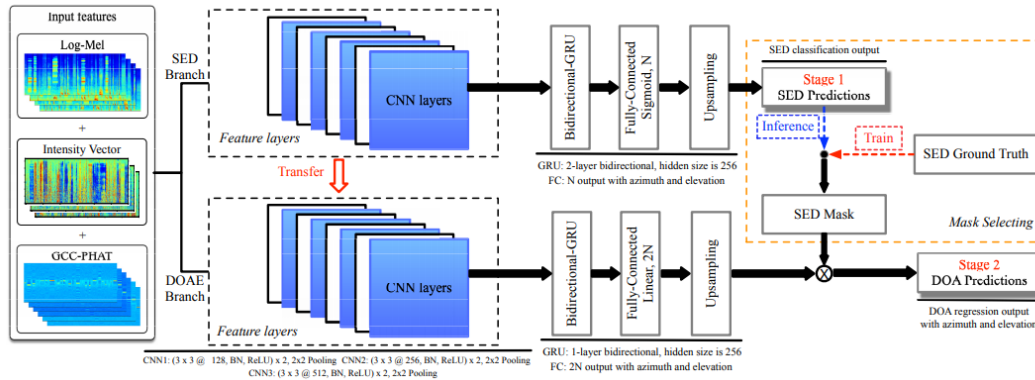 Input features
Log-Mel
+
Intensity Vector
+
GCC-PHAT
SED
Branch
DOAE
Branch
CNN layers
Feature layers
Transfer
CNN layers
Feature layers
CNN1: (3 x 3 @ 128, BN, ReLU) x 2, 2x2 Pooling CNN2: (3 x 3 @ 256, BN, ReLU) x 2, 2x2 Pooling
CNN3: (3 x 3 @ 512, BN, ReLU) x 2, 2x2 Pooling
Bidirectional-GRU
Fully-Connected
Sigmoid, N
Upsampling
GRU: 2-layer bidirectional, hidden size is 256
FC: N output with azimuth and elevation
Bidirectional-GRU
Fully-Connected
Linear, 2N
Upsampling
GRU: 1-layer bidirectional, hidden size is 256
FC: 2N output with azimuth and elevation
SED classification output
Stage 1
SED Predictions
Inference
Train
SED Ground Truth
SED Mask
Mask Selecting
X
Stage 2
DOA Predictions
DOA regression output
with azimuth and elevation